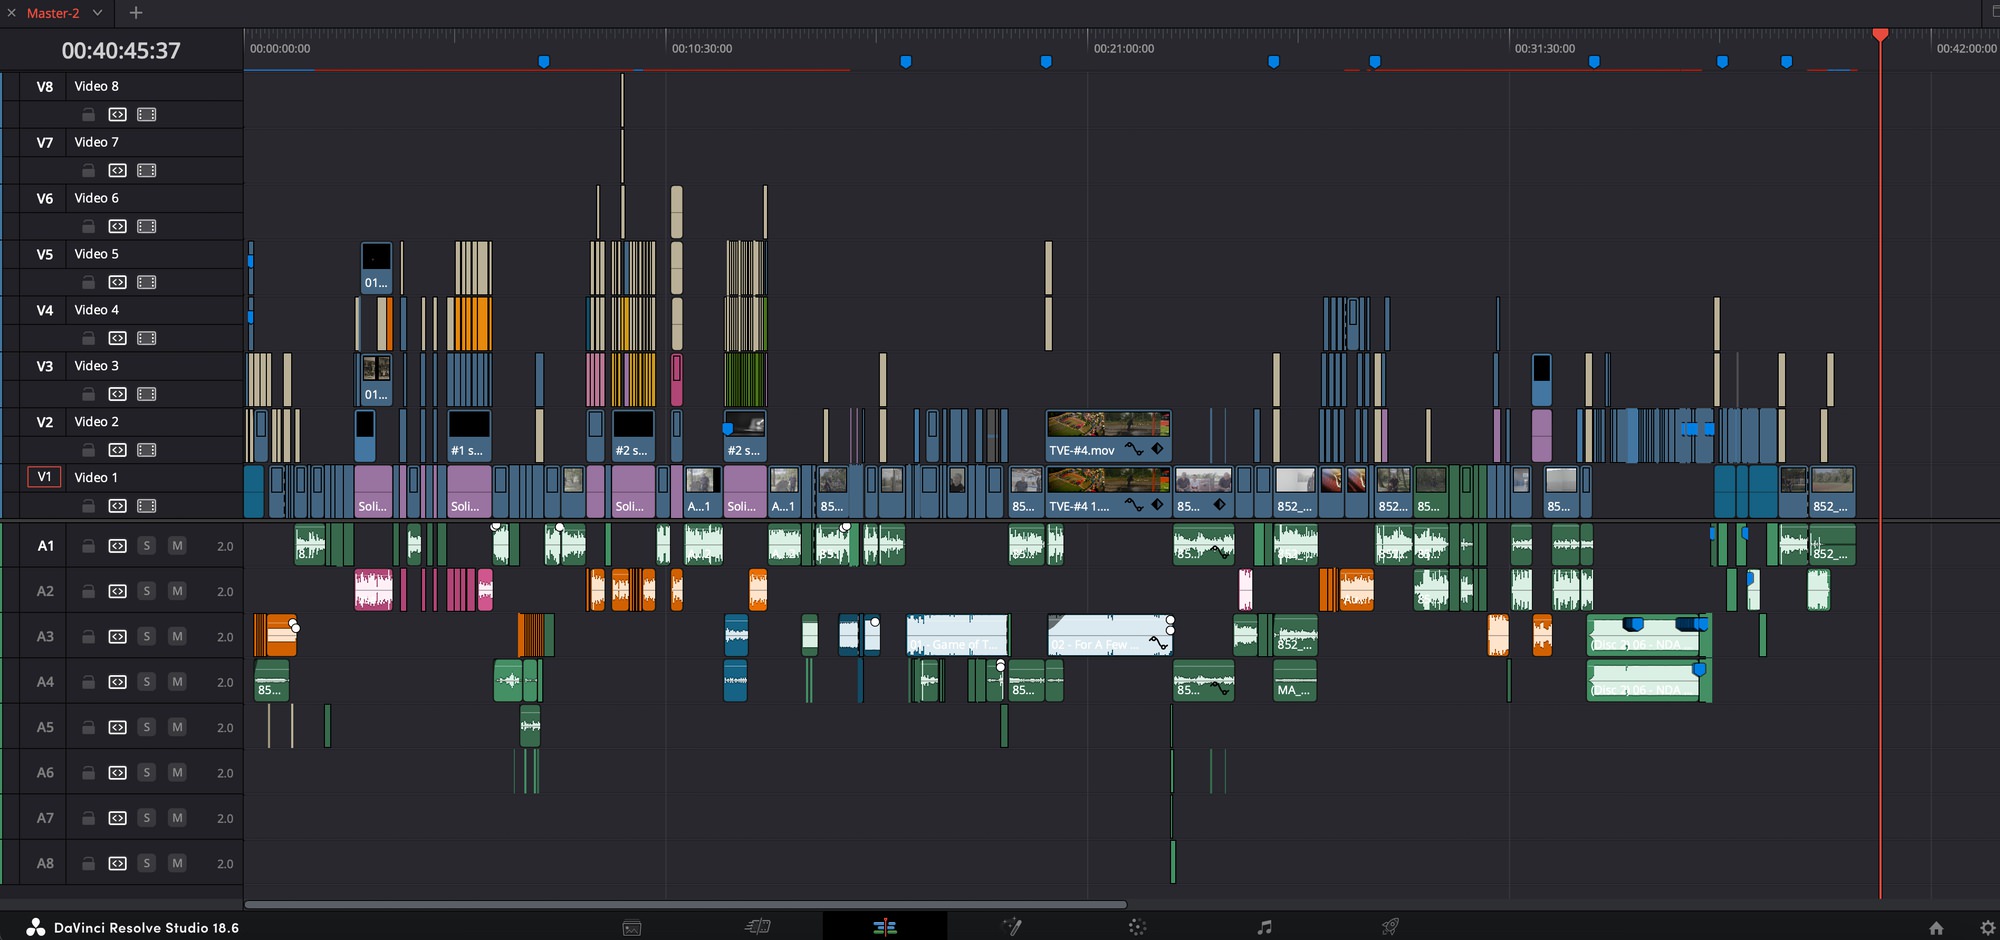 Master-2
00:40:45:37
00:00:00:00
00:10:30:00
00:21:00:00
00:31:30:00
00:42:00:00
V8 Video 8
V7 Video 7
V6 Video 6
V5 Video 5
01...
V4 Video 4
V3 Video 3
01...
V2 Video 2
#1 s...
#2 s...
#2 s...
TVE-#4.mov
V1 Video 1
Soli...
Soli...
Soli...
A...1
Soli...
A...1
85...
85...
TVE-#4 1....
85...
852_...
852_...
85...
85...
852_...
A1 S M 2.0
852_...
A2 S M 2.0
A3 S M 2.0
01 - Game of T...
02 - For A Few ...
852_...
(Disc 2) 06 - NDA ...
A4 S M 2.0
85...
85...
85...
MA_...
(Disc 2) 06 - NDA ...
A5 S M 2.0
A6 S M 2.0
A7 S M 2.0
A8 S M 2.0
DaVinci Resolve Studio 18.6